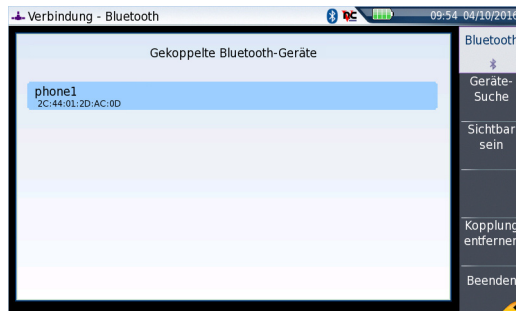 Verbindung - Bluetooth
09:54 04/10/2016
Gekoppelte Bluetooth-Geräte
phone1
2C:44:01:2D:AC:0D
Bluetooth
Geräte-
Suche
Sichtbar
sein
Kopplung
entfernen
Beenden